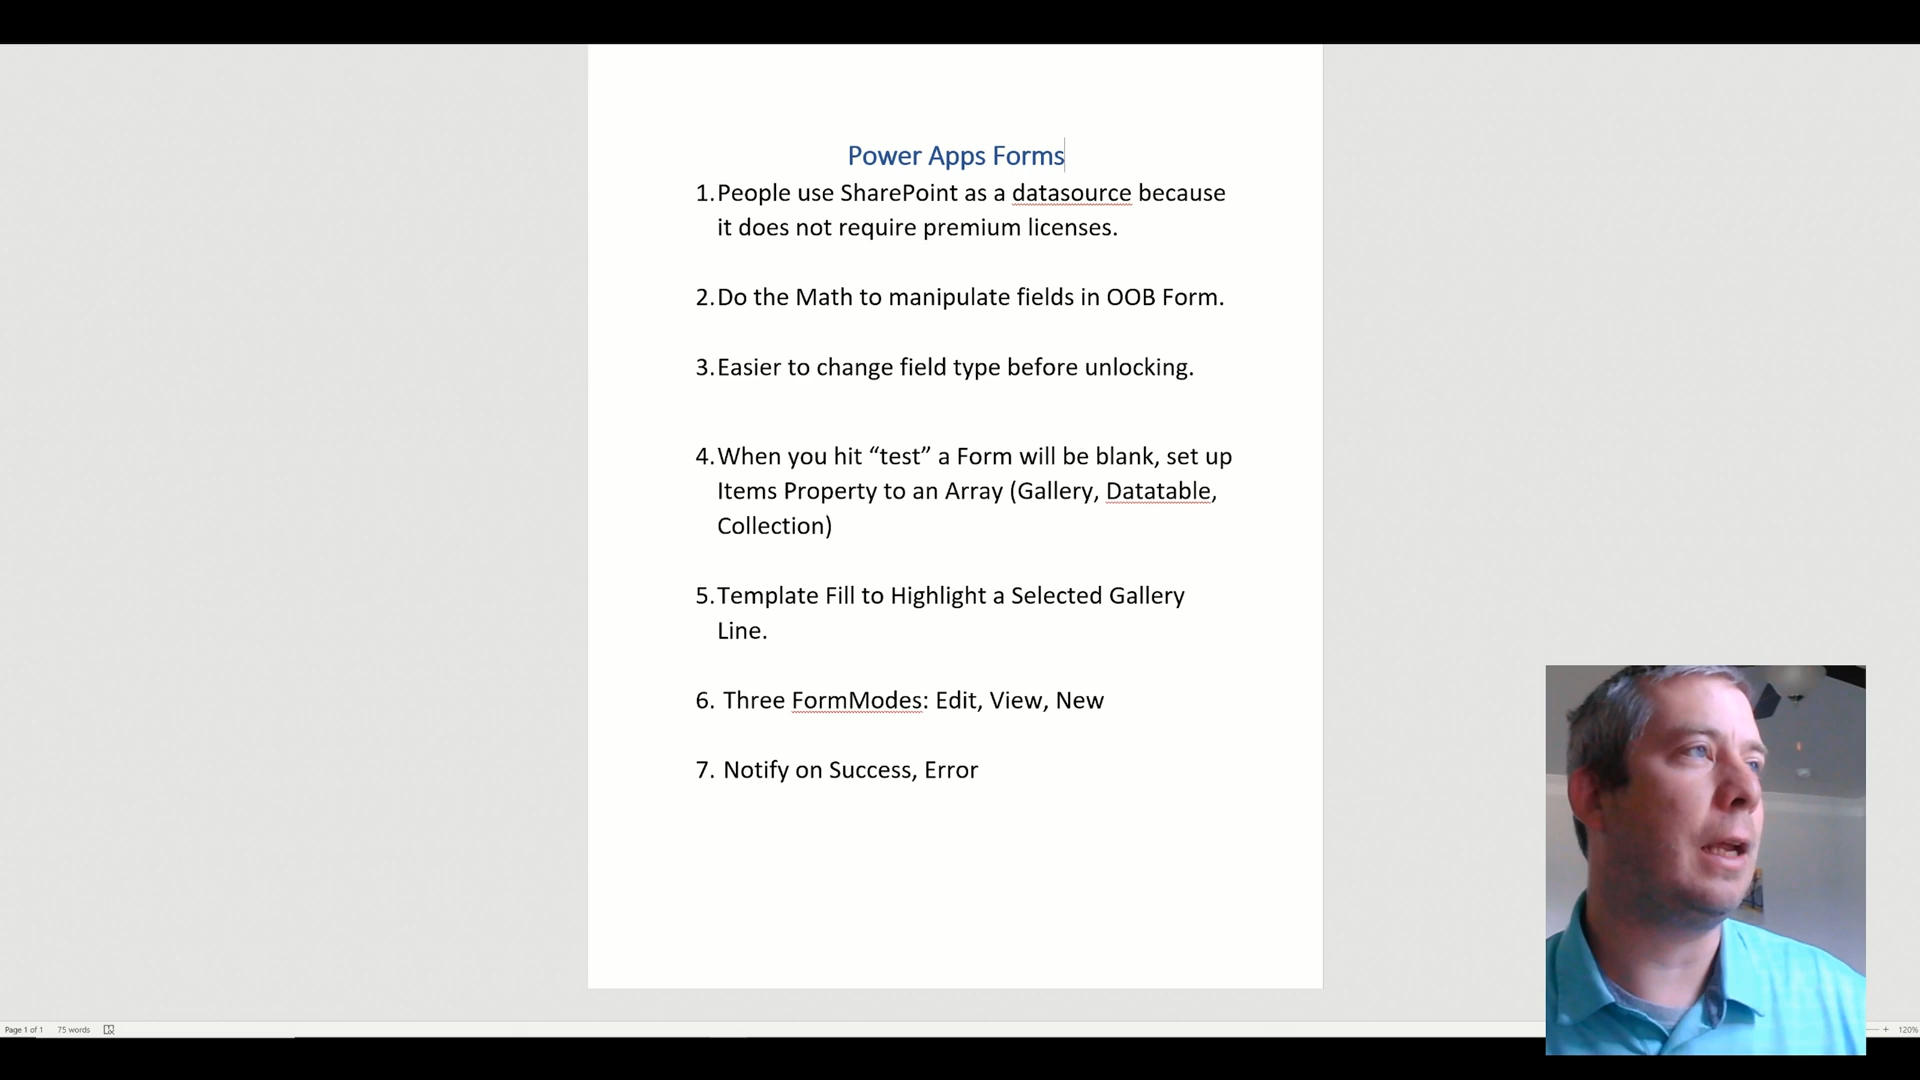 Power Apps Forms
1. People use SharePoint as a datasource because
it does not require premium licenses.
2. Do the Math to manipulate fields in OOB Form.
3. Easier to change field type before unlocking.
4. When you hit “test” a Form will be blank, set up
Items Property to an Array (Gallery, Datatable,
Collection)
5. Template Fill to Highlight a Selected Gallery
Line.
6. Three FormModes: Edit, View, New
7. Notify on Success, Error
Page 1 of 1 75 words
+ 120%